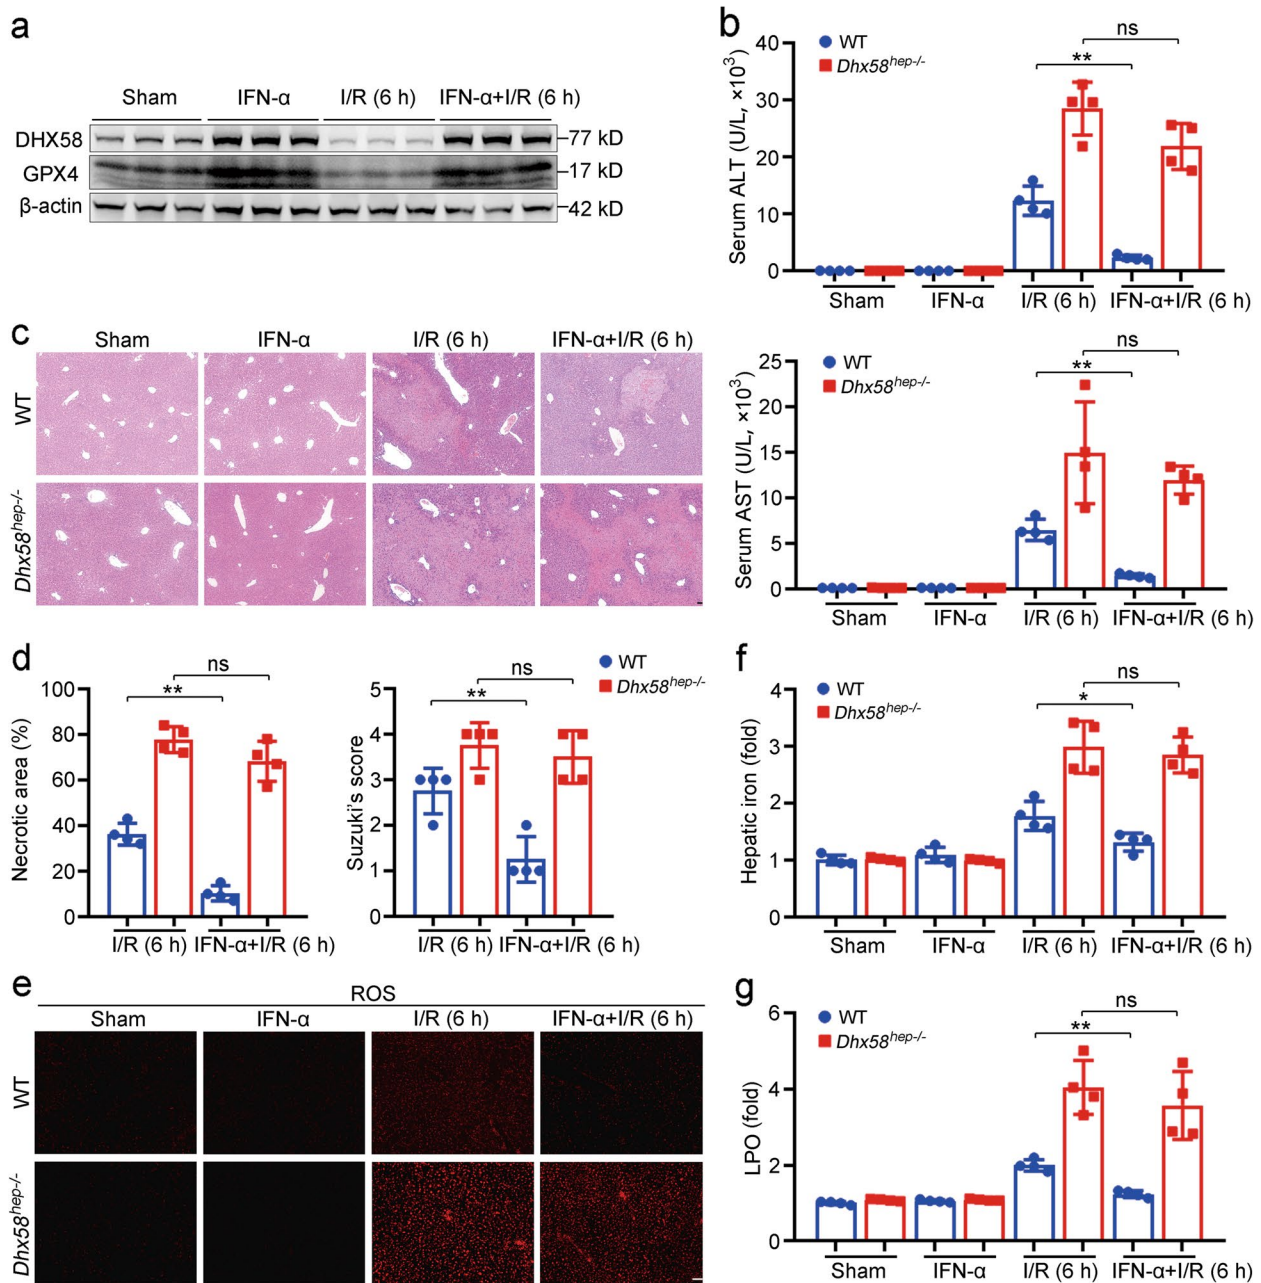 a
Sham IFN-α I/R (6 h) IFN-α+I/R (6 h)
DHX58 77 kD
GPX4 17 kD
β-actin 42 kD
b
WT
Dhx58hep-/-
ns
**
Serum ALT (U/L, ×10³)
40
30
20
10
0
Sham IFN-α I/R (6 h) IFN-α+I/R (6 h)
WT
Dhx58hep-/-
ns
**
Serum AST (U/L, ×10³)
25
20
15
10
5
0
Sham IFN-α I/R (6 h) IFN-α+I/R (6 h)
c
Sham IFN-α I/R (6 h) IFN-α+I/R (6 h)
WT
Dhx58hep-/-
d
ns
**
Necrotic area (%)
100
80
60
40
20
0
I/R (6 h) IFN-α+I/R (6 h)
ns
**
WT
Dhx58hep-/-
Suzuki's score
5
4
3
2
1
0
I/R (6 h) IFN-α+I/R (6 h)
e
ROS
Sham IFN-α I/R (6 h) IFN-α+I/R (6 h)
WT
Dhx58hep-/-
f
WT
Dhx58hep-/-
ns
*
Hepatic iron (fold)
4
3
2
1
0
Sham IFN-α I/R (6 h) IFN-α+I/R (6 h)
g
WT
Dhx58hep-/-
ns
**
LPO (fold)
6
4
2
0
Sham IFN-α I/R (6 h) IFN-α+I/R (6 h)